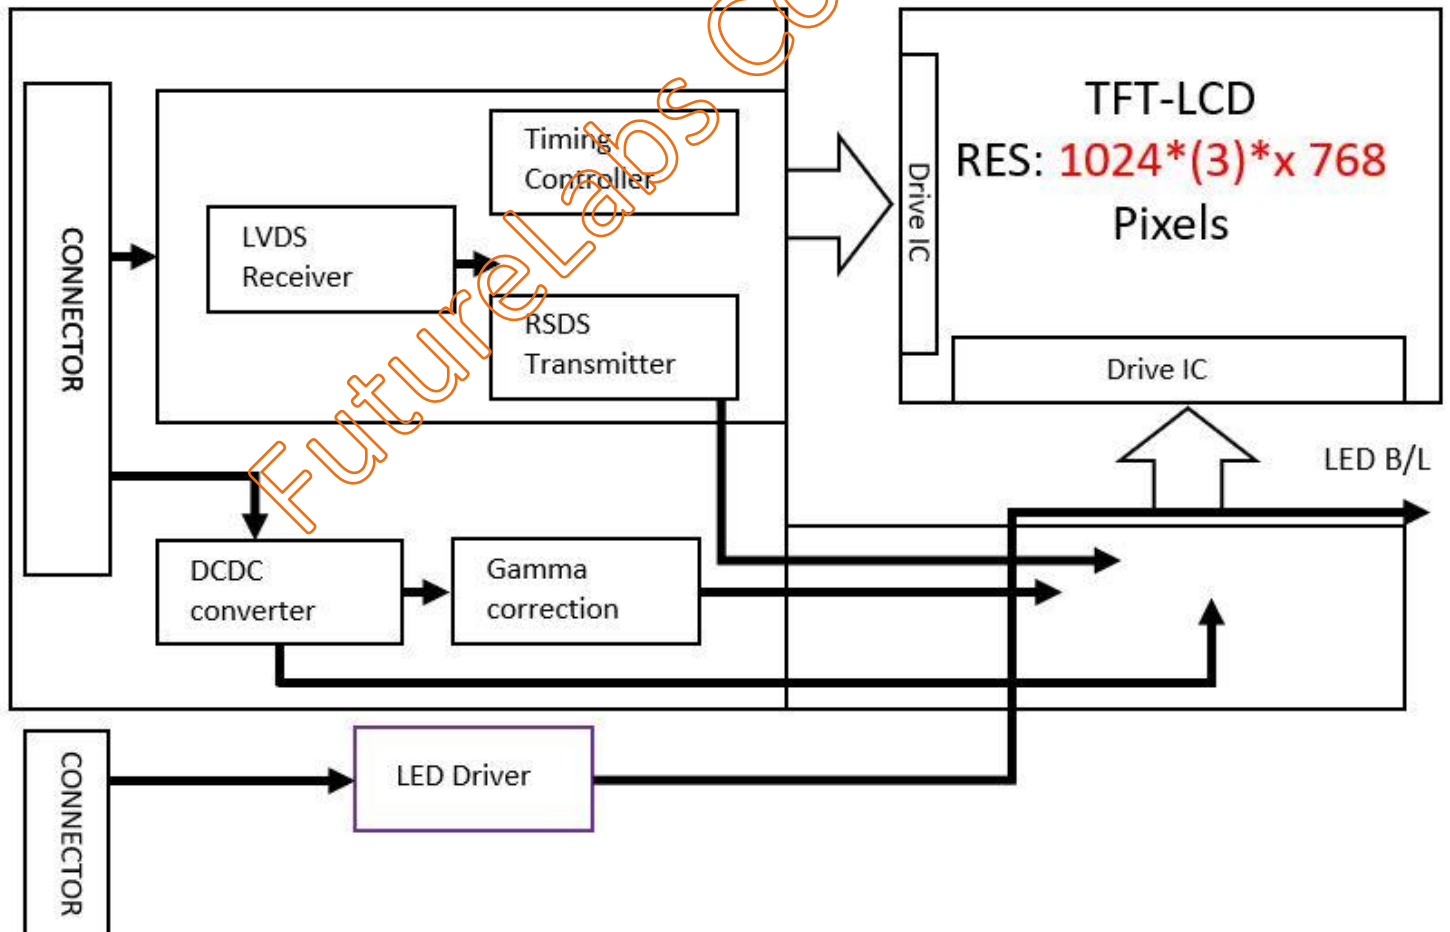 CONNECTOR
LVDS
Receiver
Timing
Controller
RSDS
Transmitter
DCDC
converter
Gamma
correction
Drive IC
TFT-LCD
RES: 1024*(3)*x 768
Pixels
Drive IC
LED B/L
CONNECTOR
LED Driver
FutureLabs Co